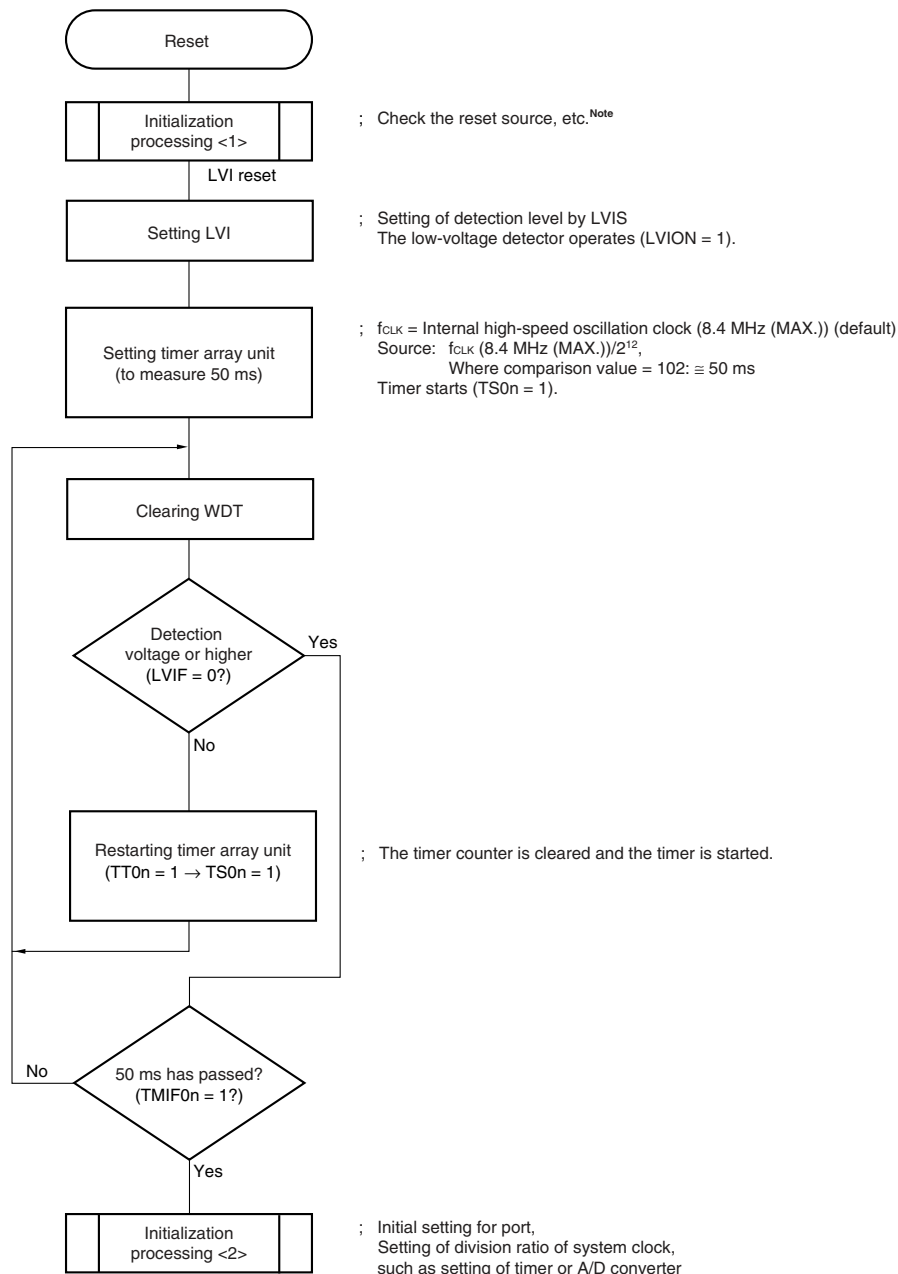 Reset
Initialization
processing <1>
; Check the reset source, etc.Note
LVI reset
Setting LVI
; Setting of detection level by LVIS
The low-voltage detector operates (LVION = 1).
Setting timer array unit
(to measure 50 ms)
; fCLK = Internal high-speed oscillation clock (8.4 MHz (MAX.)) (default)
Source: fCLK (8.4 MHz (MAX.))/2¹²,
Where comparison value = 102: ≅ 50 ms
Timer starts (TS0n = 1).
Clearing WDT
Detection
voltage or higher
(LVIF = 0?)
Yes
No
Restarting timer array unit
(TT0n = 1 → TS0n = 1)
; The timer counter is cleared and the timer is started.
No
50 ms has passed?
(TMIF0n = 1?)
Yes
Initialization
processing <2>
; Initial setting for port,
Setting of division ratio of system clock,
such as setting of timer or A/D converter